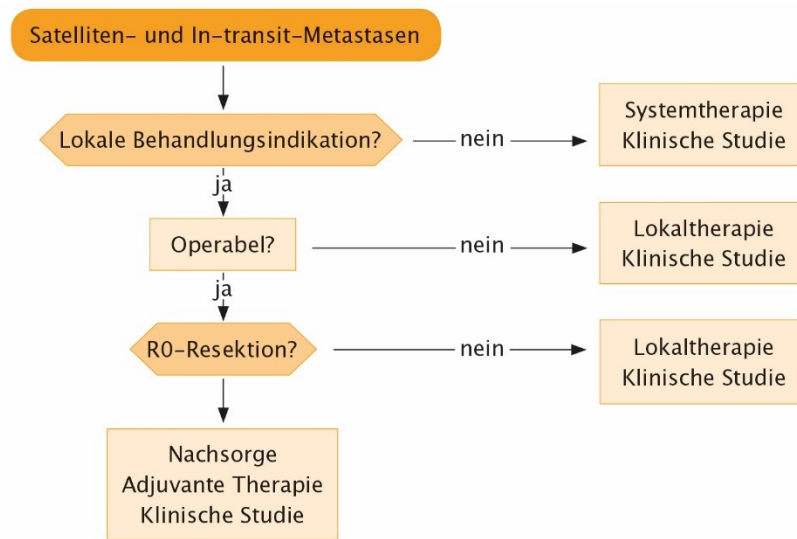 Satelliten- und In-transit-Metastasen
Lokale Behandlungsindikation?
nein
Systemtherapie
Klinische Studie
ja
Operabel?
nein
Lokaltherapie
Klinische Studie
ja
R0-Resektion?
nein
Lokaltherapie
Klinische Studie
Nachsorge
Adjuvante Therapie
Klinische Studie